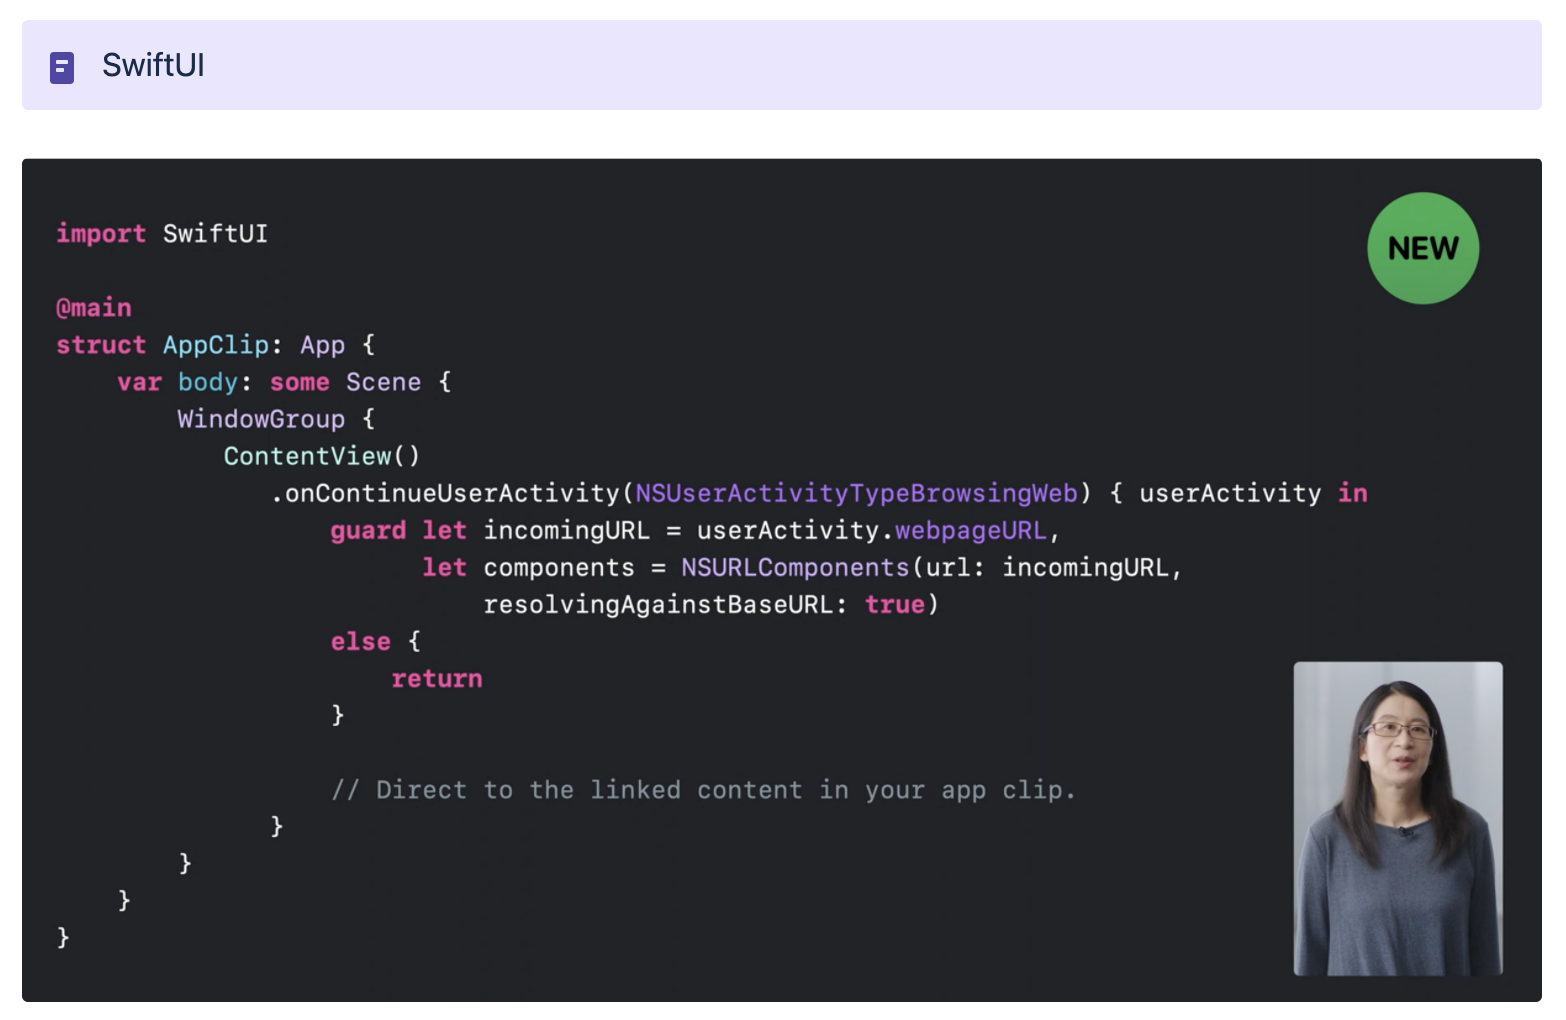 SwiftUI
import SwiftUI
NEW
@main
struct AppClip: App {
var body: some Scene {
WindowGroup {
ContentView()
.onContinueUserActivity(NSUserActivityTypeBrowsingWeb) { userActivity in
guard let incomingURL = userActivity.webpageURL,
let components = NSURLComponents(url: incomingURL,
resolvingAgainstBaseURL: true)
else {
return
}
// Direct to the linked content in your app clip.
}
}
}
}